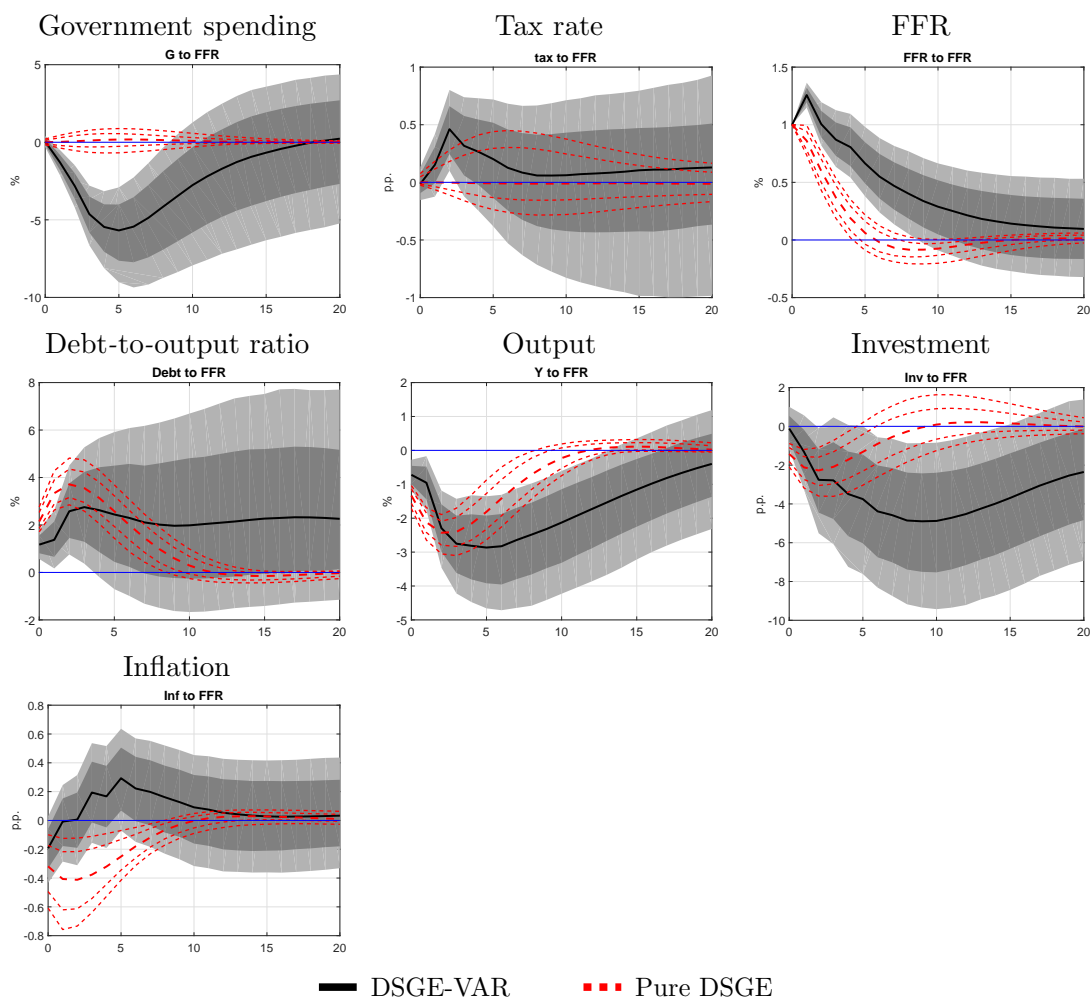 Government spending
Tax rate
FFR
G to FFR
tax to FFR
FFR to FFR
5
0
-5
-10
%
0 5 10 15 20
1
0.5
0
-0.5
-1
p.p.
0 5 10 15 20
1.5
1
0.5
0
-0.5
%
0 5 10 15 20
Debt-to-output ratio
Output
Investment
Debt to FFR
Y to FFR
Inv to FFR
8
6
4
2
0
-2
%
0 5 10 15 20
2
1
0
-1
-2
-3
-4
-5
%
0 5 10 15 20
2
0
-2
-4
-6
-8
-10
p.p.
0 5 10 15 20
Inflation
Inf to FFR
0.8
0.6
0.4
0.2
0
-0.2
-0.4
-0.6
-0.8
p.p.
0 5 10 15 20
DSGE-VAR
Pure DSGE